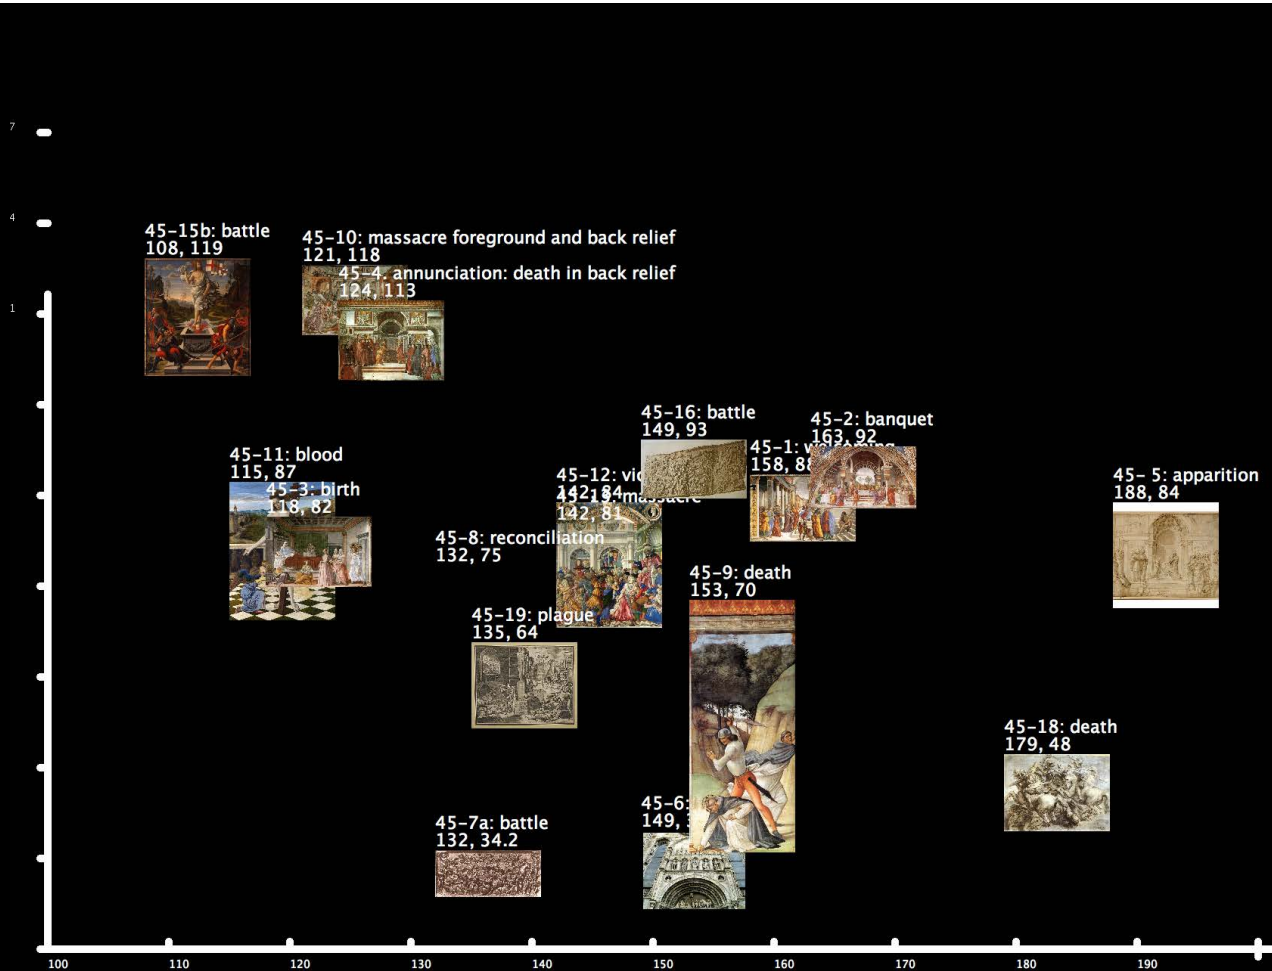 7
4
1
45-15b: battle
108, 119
45-10: massacre foreground and back relief
121, 118
45-4. annunciation: death in back relief
124, 113
45-16: battle
149, 93
45-2: banquet
163, 92
45-1:
158, 88
45-11: blood
115, 87
45-3: birth
118, 82
45-12:
142, 84
massacre
142, 81
45- 5: apparition
188, 84
45-8: reconciliation
132, 75
45-9: death
153, 70
45-19: plague
135, 64
45-18: death
179, 48
45-6:
149,
45-7a: battle
132, 34.2
100 110 120 130 140 150 160 170 180 190